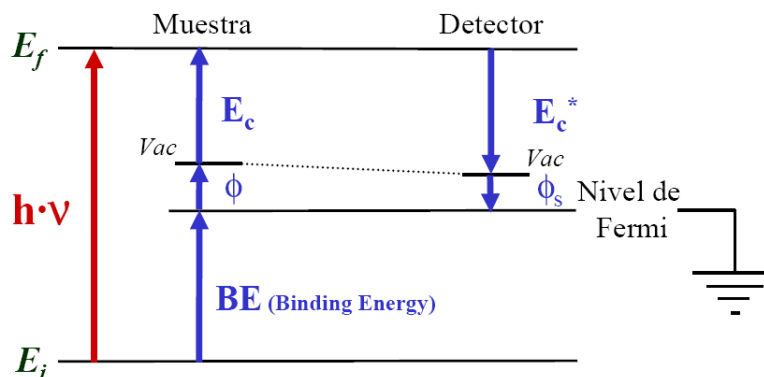 Muestra
Detector
E_f
E_c
E_c*
Vac
Vac
h·ν
ϕ
ϕ_s
Nivel de
Fermi
BE (Binding Energy)
E_i